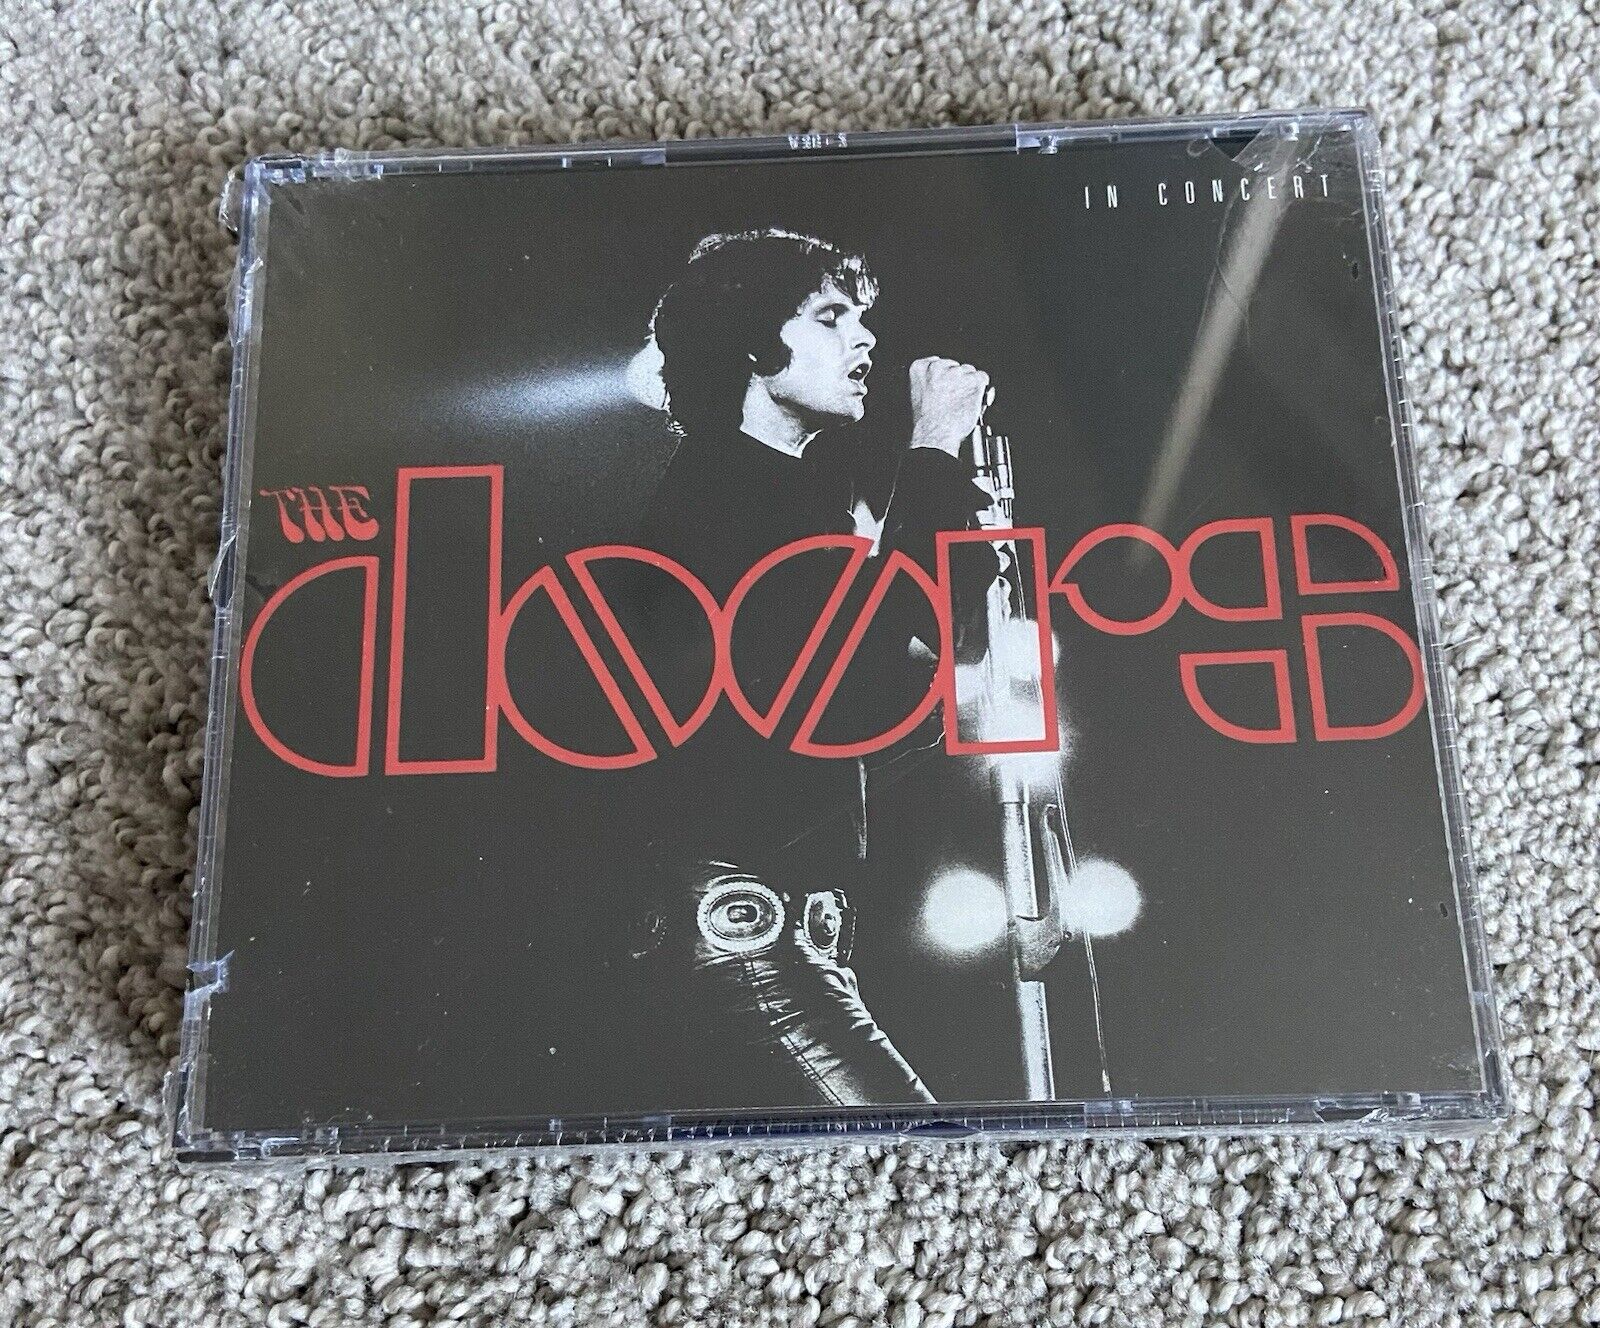 IN CONCERT
THE
doors